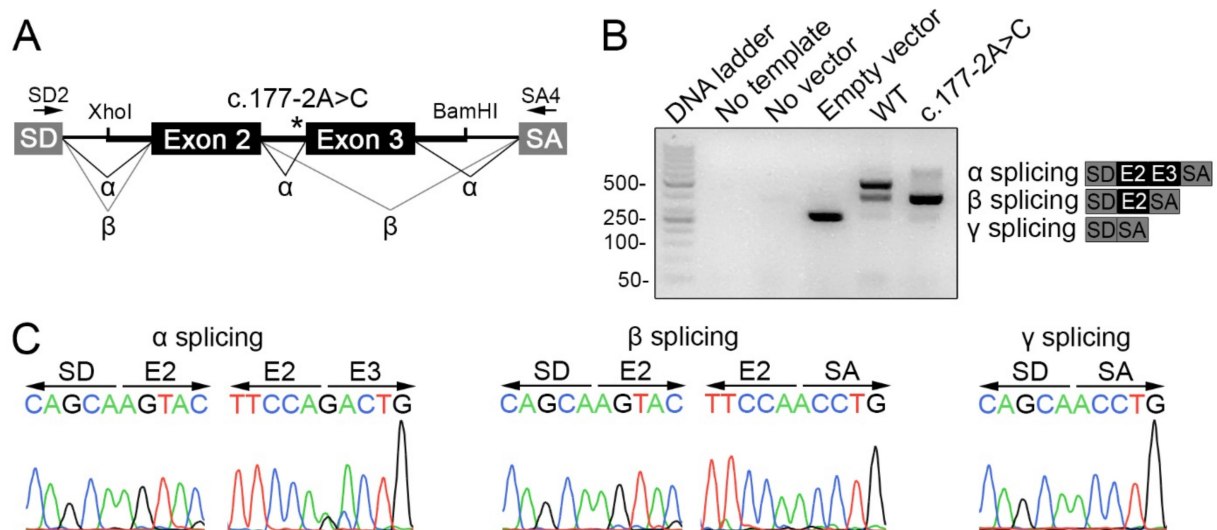 A
SD2
XhoI
c.177-2A>C
*
BamHI
SA4
SD
Exon 2
Exon 3
SA
α
α
α
β
β
B
DNA ladder
No template
No vector
Empty vector
WT
c.177-2A>C
500-
250-
100-
50-
α splicing SD E2 E3 SA
β splicing SD E2 SA
γ splicing SD SA
C
α splicing
β splicing
γ splicing
SD E2 E2 E3 SD E2 E2 SA SD SA
CAGCAAGTAC TTCCAGACTG CAGCAAGTAC TTCCAACCTG CAGCAACCTG